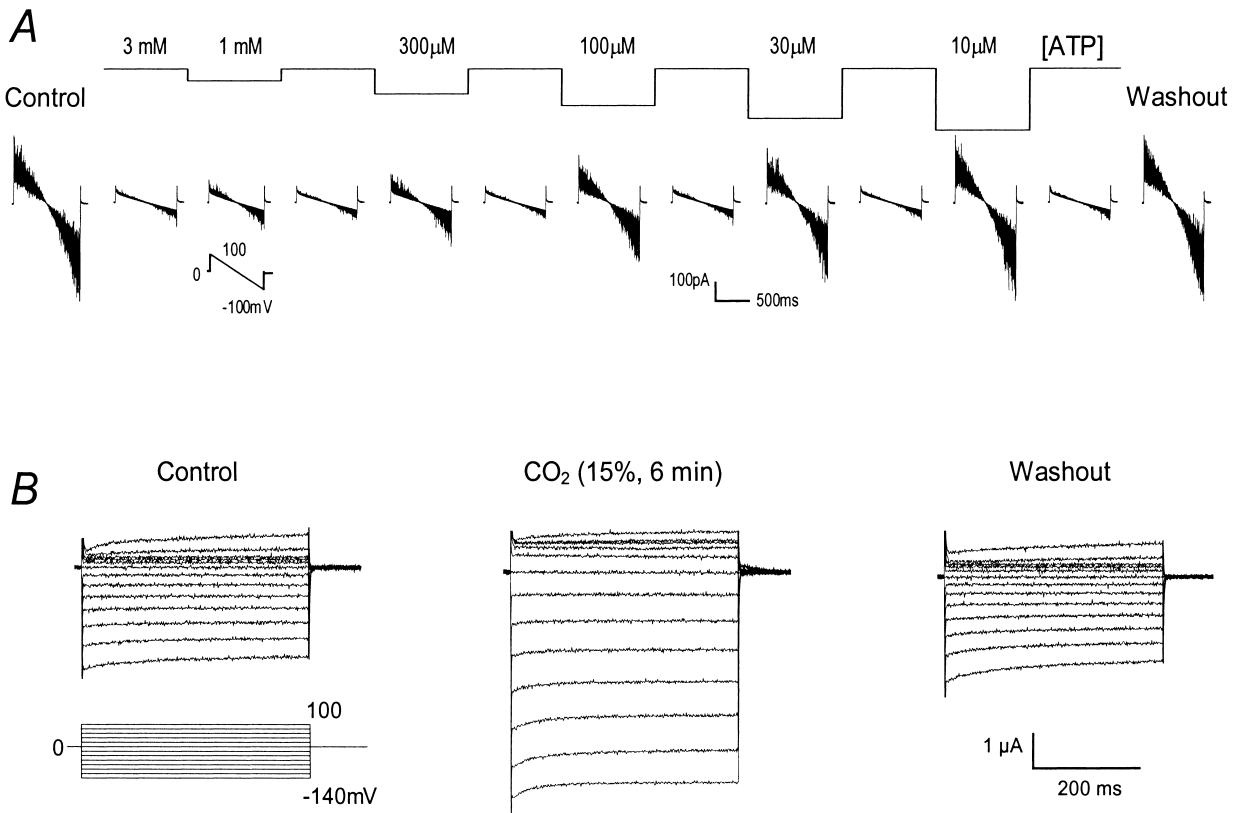 A
3 mM 1 mM 300µM 100µM 30µM 10µM [ATP]
Control Washout
100
0
-100mV
100pA
500ms
B
Control CO₂ (15%, 6 min) Washout
100
0
-140mV
1 µA
200 ms